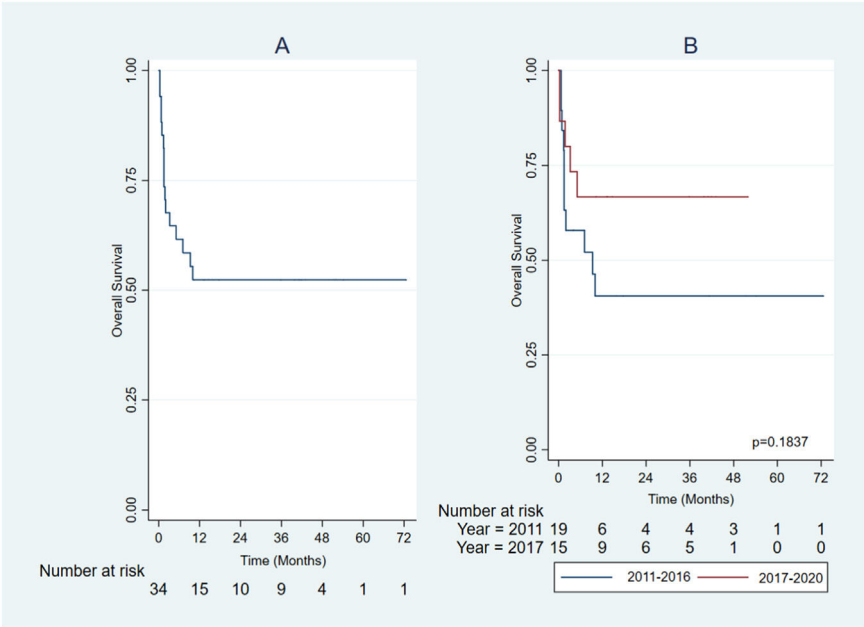 A
1.00
0.75
0.50
0.25
0.00
Overall Survival
0 12 24 36 48 60 72
Time (Months)
Number at risk
34 15 10 9 4 1 1
B
1.00
0.75
0.50
0.25
0.00
Overall Survival
p=0.1837
0 12 24 36 48 60 72
Time (Months)
Number at risk
Year = 2011 19 6 4 4 3 1 1
Year = 2017 15 9 6 5 1 0 0
2011-2016 2017-2020